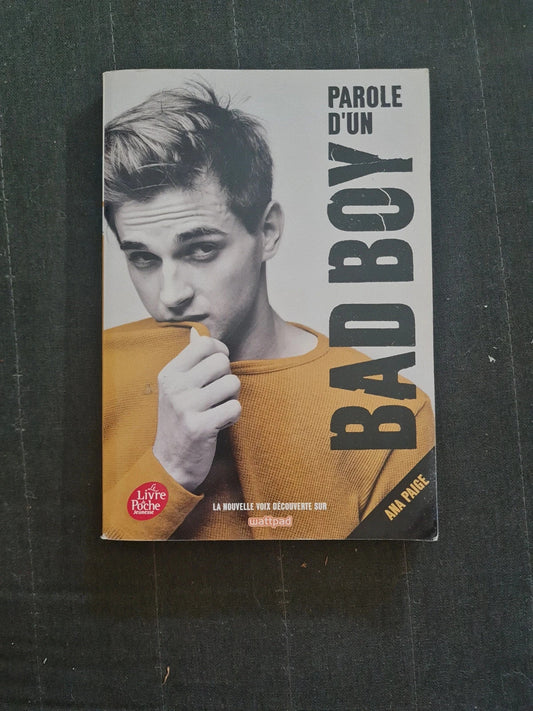 PAROLE
D'UN
BAD BOY
ANA PAIGE
LA NOUVELLE VOIX DÉCOUVERTE SUR
wattpad
Le
Livre
de
Poche
Jeunesse